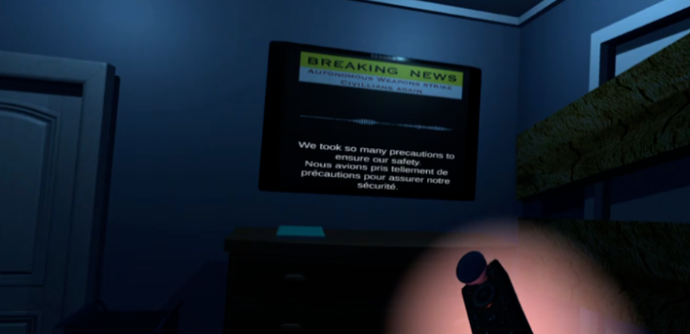 BREAKING NEWS
AUTONOMOUS WEAPONS STRIKE
CIVILLIANS AGAIN
We took so many precautions to
ensure our safety.
Nous avions pris tellement de
précautions pour assurer notre
sécurité.